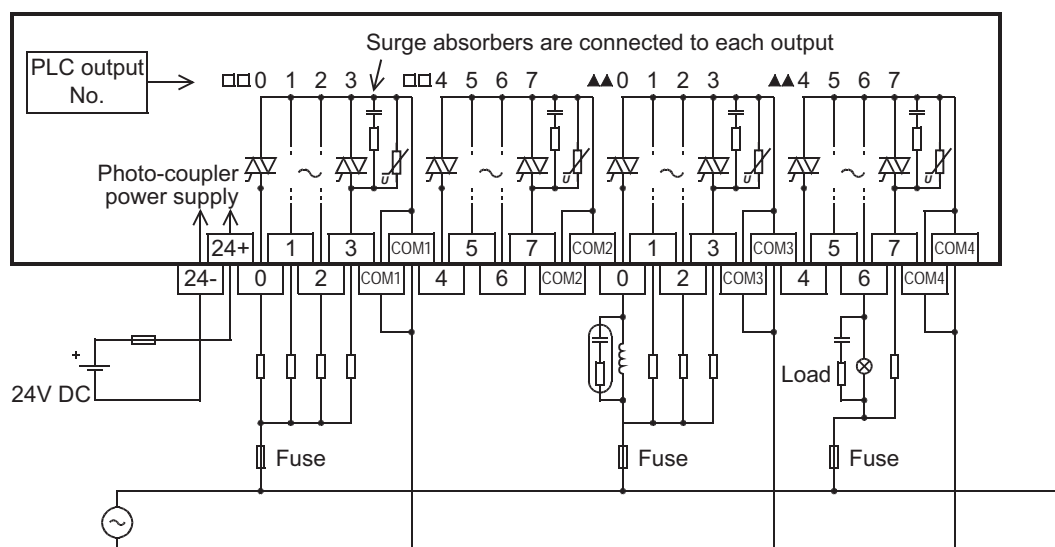 Surge absorbers are connected to each output
PLC output
No.
□□0 1 2 3 □□4 5 6 7 ▲▲0 1 2 3 ▲▲4 5 6 7
Photo-coupler
power supply
U U U U
24+ 1 3 COM1 5 7 COM2 1 3 COM3 5 7 COM4
24- 0 2 COM1 4 6 COM2 0 2 COM3 4 6 COM4
+
24V DC
Load
Fuse Fuse Fuse